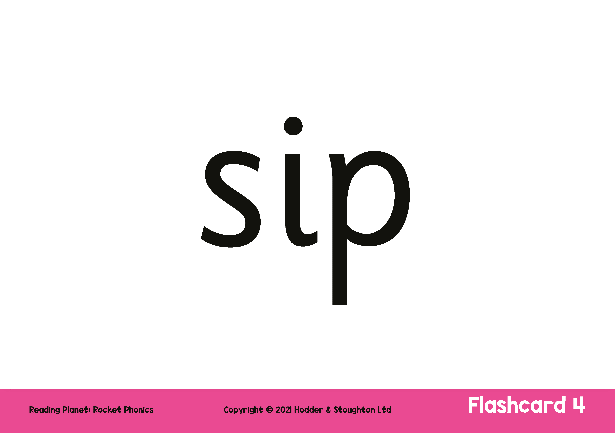 sip
Reading Planet: Rocket Phonics
Copyright © 2021 Hodder & Stoughton Ltd
Flashcard 4